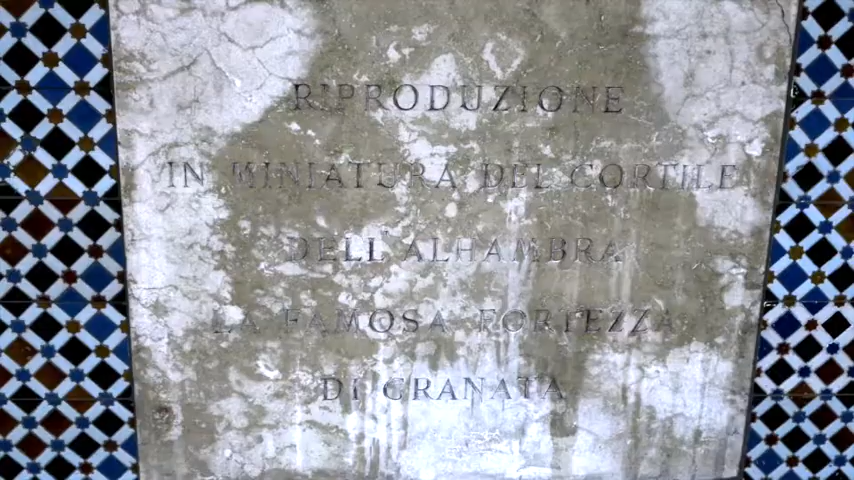 RIPRODUZIONE
IN MINIATURA DEL CORTILE
DELL'ALHAMBRA
LA FAMOSA FORTEZZA
DI GRANATA